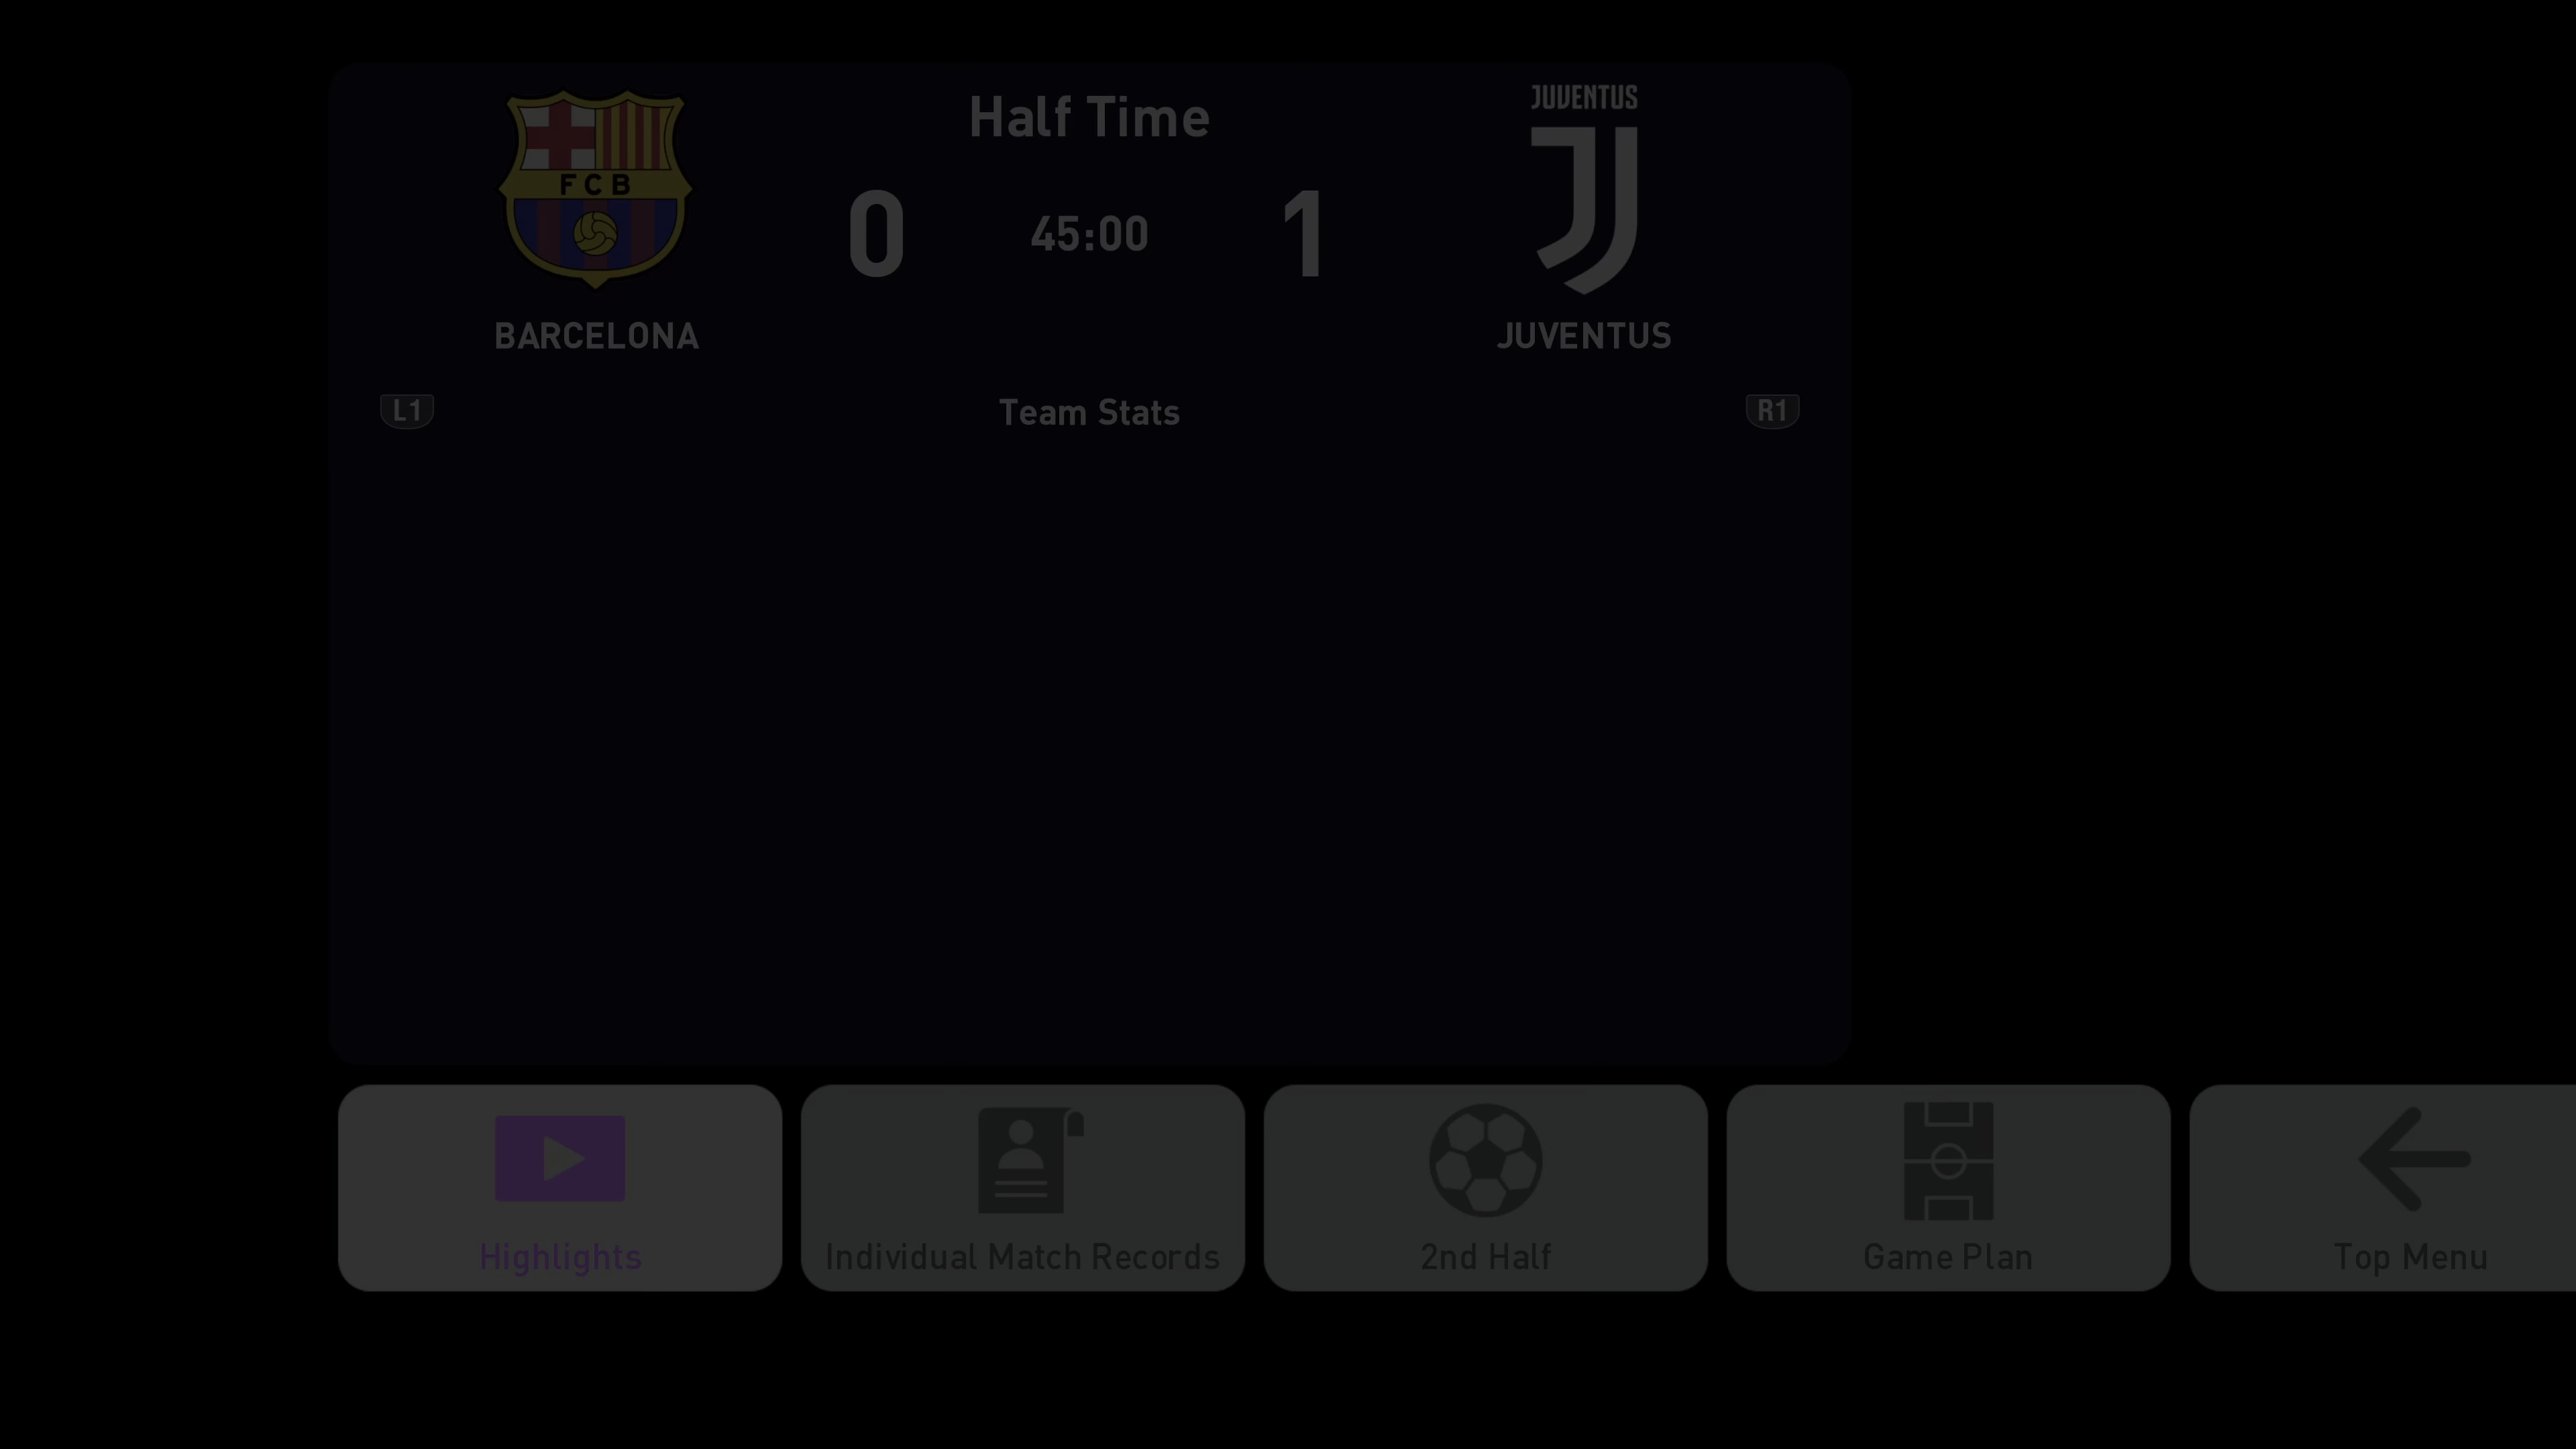 JUVENTUS
Half Time
FCB
0 45:00 1
BARCELONA
JUVENTUS
L1 Team Stats R1
Highlights
Individual Match Records
2nd Half
Game Plan
Top Menu